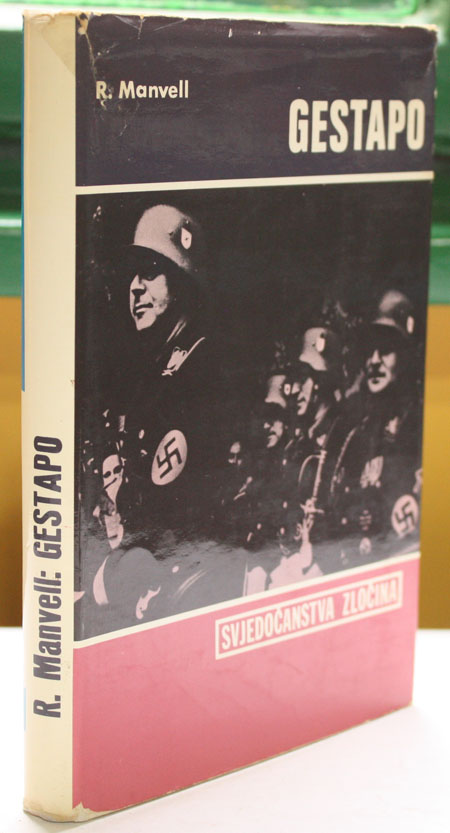 R. Manvell
GESTAPO
SVJEDOČANSTVA ZLOČINA
R. Manvell: GESTAPO